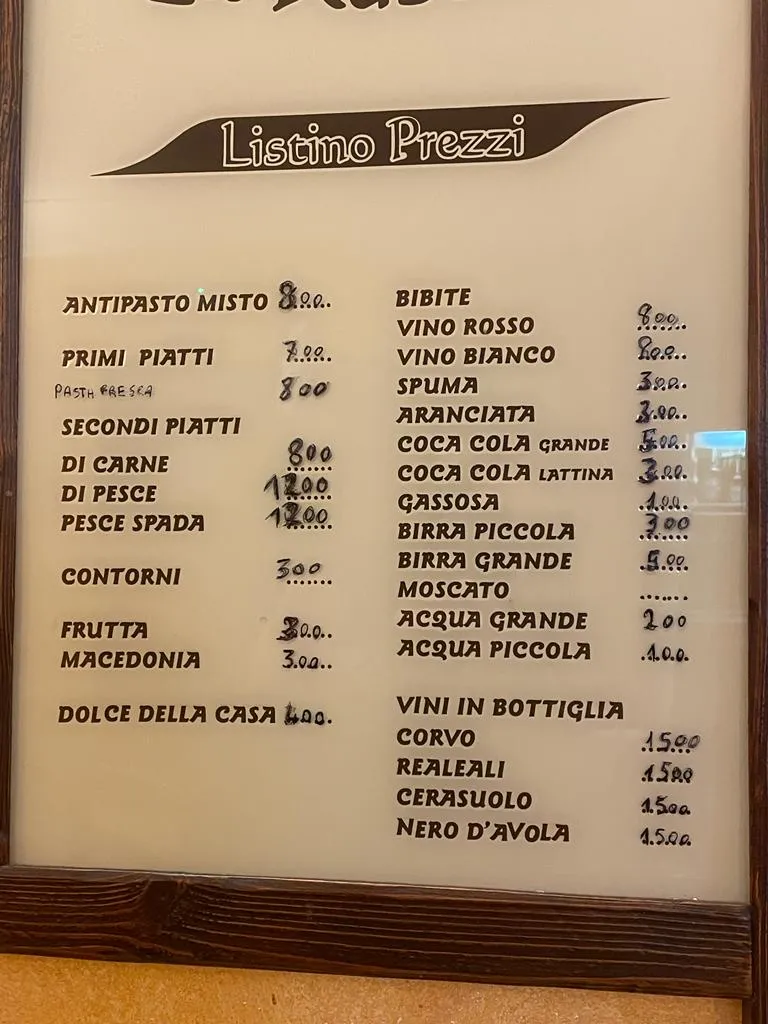 Listino Prezzi
ANTIPASTO MISTO 8.00
PRIMI PIATTI 7.00
PASTA FRESCA 8 00
SECONDI PIATTI
DI CARNE 8 00
DI PESCE 12 00
PESCE SPADA 12 00
CONTORNI 3 00
FRUTTA 3.00
MACEDONIA 3.00
DOLCE DELLA CASA .00
BIBITE
VINO ROSSO 8 00
VINO BIANCO 8.00
SPUMA 3.00
ARANCIATA 3.00
COCA COLA GRANDE 5.00
COCA COLA LATTINA 3.00
GASSOSA 1.00
BIRRA PICCOLA 3 00
BIRRA GRANDE 5.00
MOSCATO .......
ACQUA GRANDE 2 00
ACQUA PICCOLA 1.00
VINI IN BOTTIGLIA
CORVO 15.00
REALEALI 15.00
CERASUOLO 15.00
NERO D'AVOLA 15.00